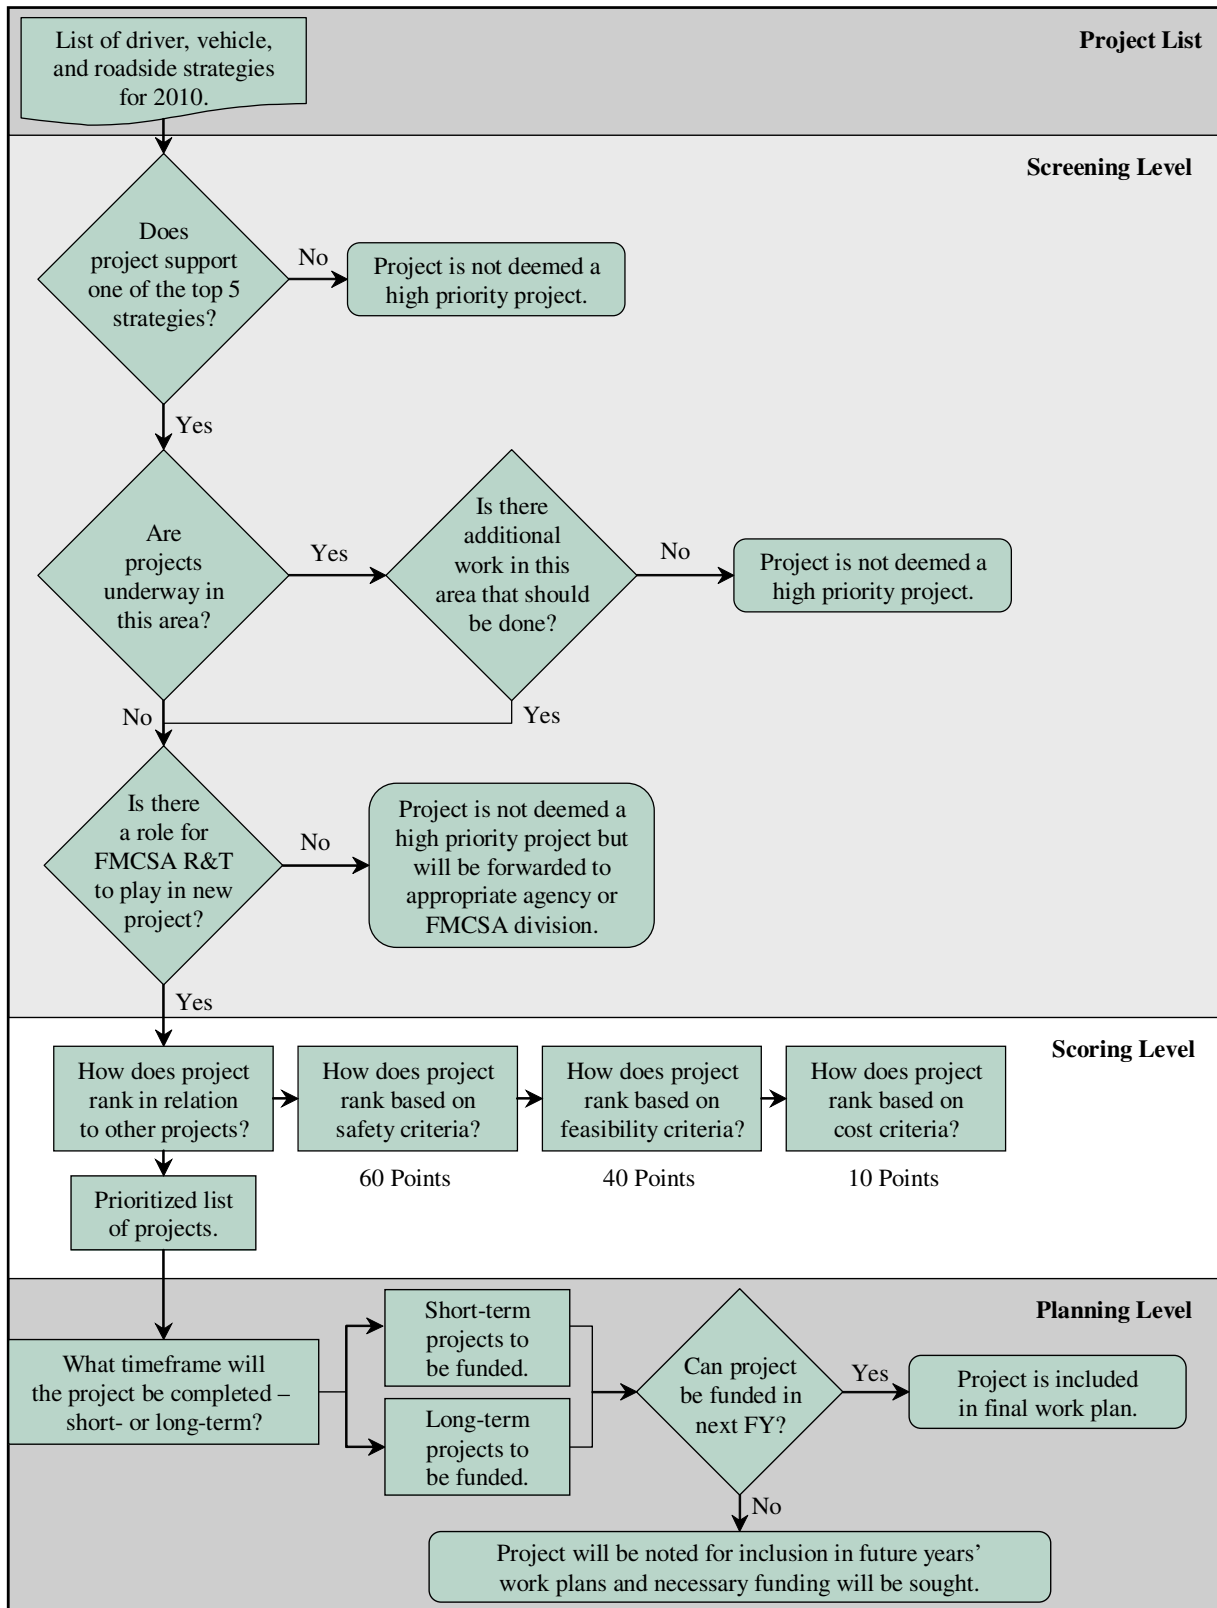 List of driver, vehicle,
and roadside strategies
for 2010.
Project List
Screening Level
Does
project support
one of the top 5
strategies?
No
Project is not deemed a
high priority project.
Yes
Are
projects
underway in
this area?
Yes
Is there
additional
work in this
area that should
be done?
No
Project is not deemed a
high priority project.
No
Yes
Is there
a role for
FMCSA R&T
to play in new
project?
No
Project is not deemed a
high priority project but
will be forwarded to
appropriate agency or
FMCSA division.
Yes
Scoring Level
How does project
rank in relation
to other projects?
How does project
rank based on
safety criteria?
60 Points
How does project
rank based on
feasibility criteria?
40 Points
How does project
rank based on
cost criteria?
10 Points
Prioritized list
of projects.
Planning Level
What timeframe will
the project be completed –
short- or long-term?
Short-term
projects to
be funded.
Long-term
projects to
be funded.
Can project
be funded in
next FY?
Yes
Project is included
in final work plan.
No
Project will be noted for inclusion in future years’
work plans and necessary funding will be sought.